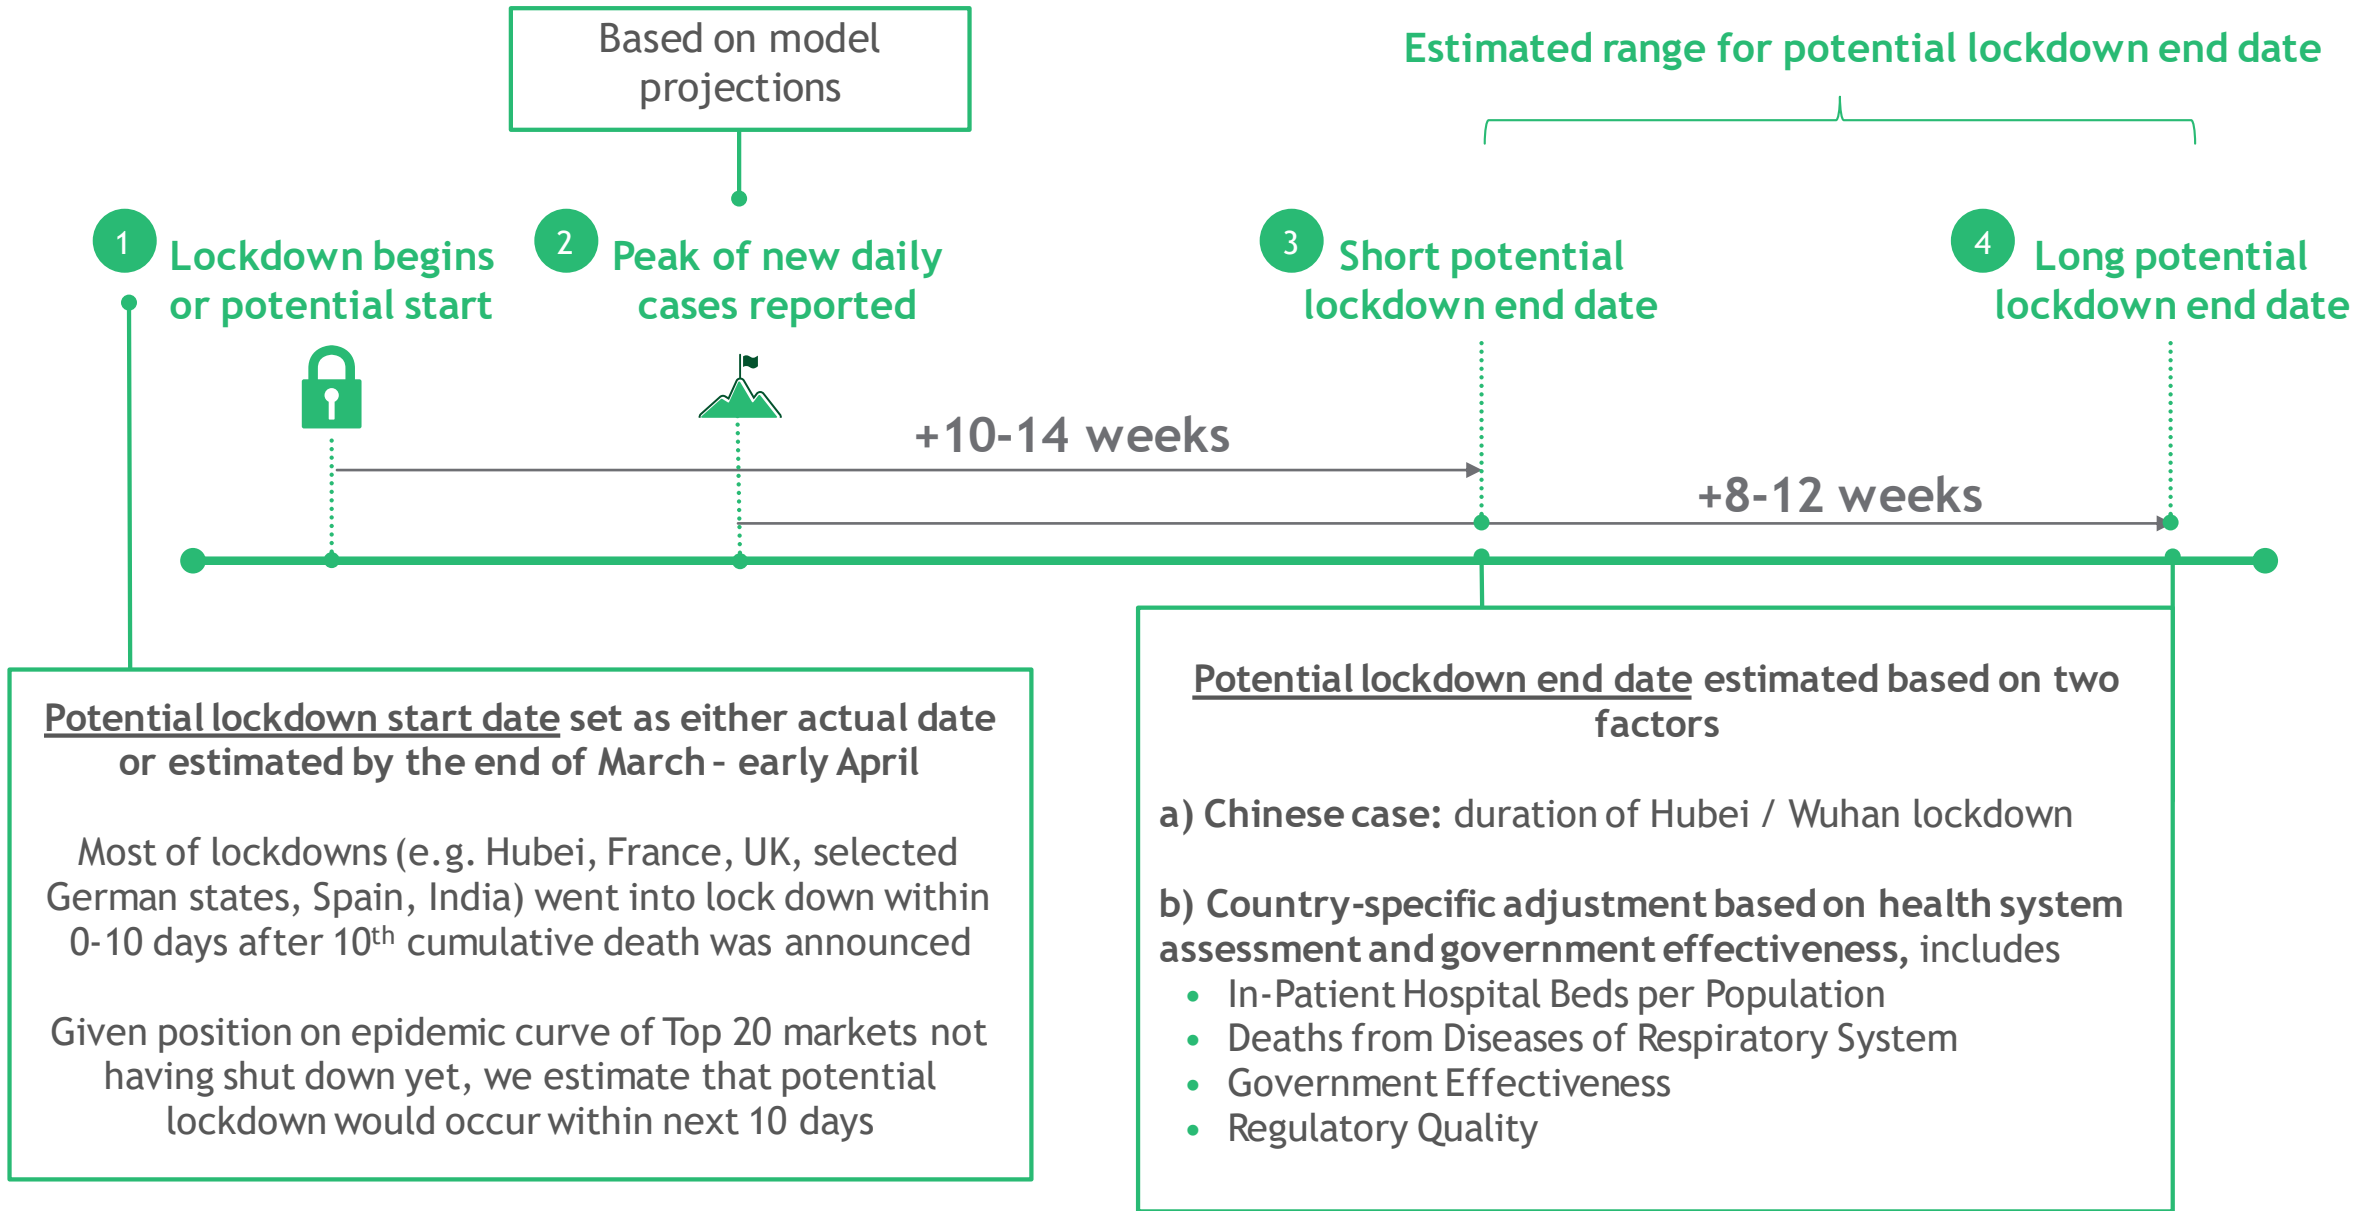 Based on model
projections
Estimated range for potential lockdown end date
1
Lockdown begins
or potential start
2
Peak of new daily
cases reported
3
Short potential
lockdown end date
4
Long potential
lockdown end date
+10-14 weeks
+8-12 weeks
Potential lockdown start date set as either actual date
or estimated by the end of March – early April
Most of lockdowns (e.g. Hubei, France, UK, selected
German states, Spain, India) went into lock down within
0-10 days after 10th cumulative death was announced
Given position on epidemic curve of Top 20 markets not
having shut down yet, we estimate that potential
lockdown would occur within next 10 days
Potential lockdown end date estimated based on two
factors
a) Chinese case: duration of Hubei / Wuhan lockdown
b) Country-specific adjustment based on health system
assessment and government effectiveness, includes
• In-Patient Hospital Beds per Population
• Deaths from Diseases of Respiratory System
• Government Effectiveness
• Regulatory Quality